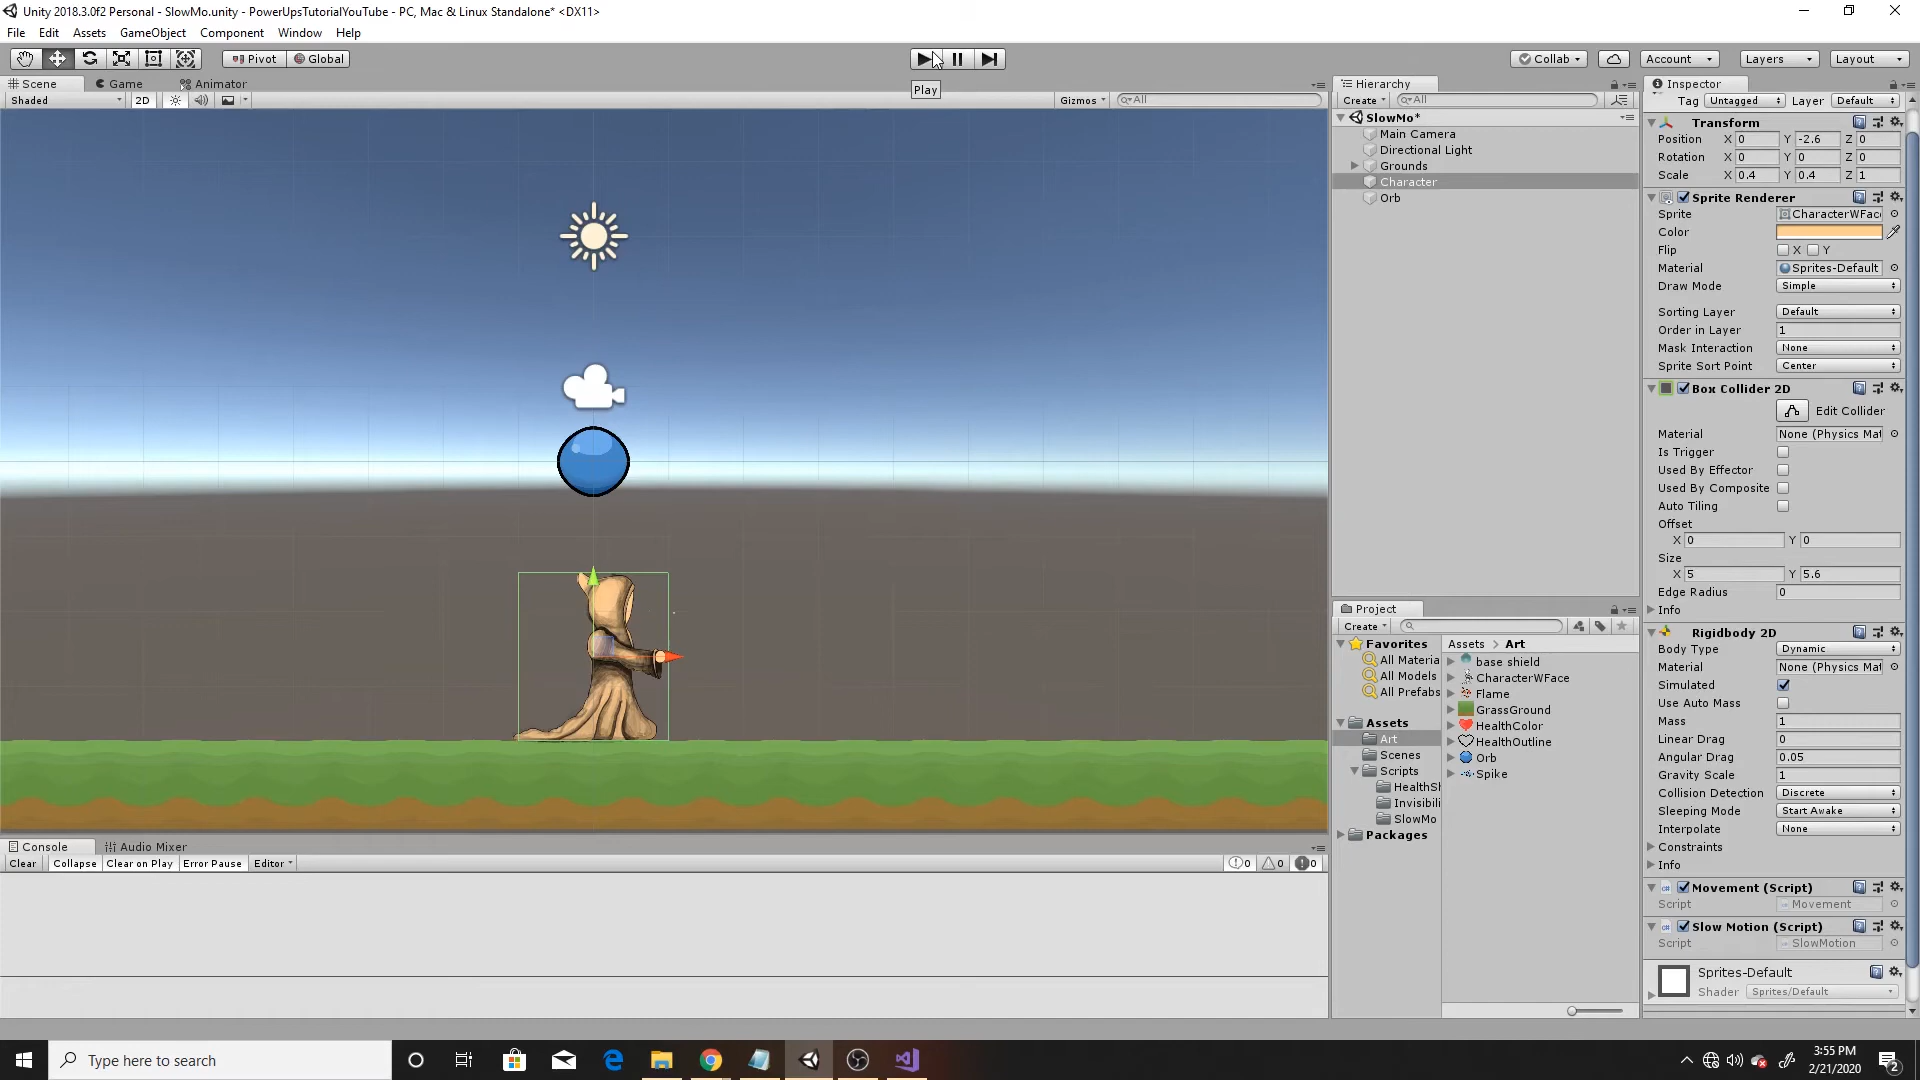 Unity 2018.3.0f2 Personal - SlowMo.unity - PowerUpsTutorialYouTube - PC, Mac & Linux Standalone* <DX11>
File Edit Assets GameObject Component Window Help
Pivot Global
Collab Account Layers Layout
Play
Scene Game Animator
Shaded 2D Gizmos All
Hierarchy
Create All
SlowMo*
Main Camera
Directional Light
Grounds
Character
Orb
Inspector
Tag Untagged Layer Default
Transform
Position X 0 Y -2.6 Z 0
Rotation X 0 Y 0 Z 0
Scale X 0.4 Y 0.4 Z 1
Sprite Renderer
Sprite CharacterWFac
Color
Flip X Y
Material Sprites-Default
Draw Mode Simple
Sorting Layer Default
Order in Layer 1
Mask Interaction None
Sprite Sort Point Center
Box Collider 2D
Edit Collider
Material None (Physics Mat
Is Trigger
Used By Effector
Used By Composite
Auto Tiling
Offset
X 0 Y 0
Size
X 5 Y 5.6
Edge Radius 0
Info
Rigidbody 2D
Body Type Dynamic
Material None (Physics Mat
Simulated
Use Auto Mass
Mass 1
Linear Drag 0
Angular Drag 0.05
Gravity Scale 1
Collision Detection Discrete
Sleeping Mode Start Awake
Interpolate None
Constraints
Info
Movement (Script)
Script Movement
Slow Motion (Script)
Script SlowMotion
Sprites-Default
Shader Sprites/Default
Project
Create
Favorites
All Materia
All Models
All Prefabs
Assets
Art
Scenes
Scripts
HealthSh
Invisibili
SlowMo
Packages
Assets > Art
base shield
CharacterWFace
Flame
GrassGround
HealthColor
HealthOutline
Orb
Spike
Console Audio Mixer
Clear Collapse Clear on Play Error Pause Editor 0 0 0
Type here to search
3:55 PM
2/21/2020
2